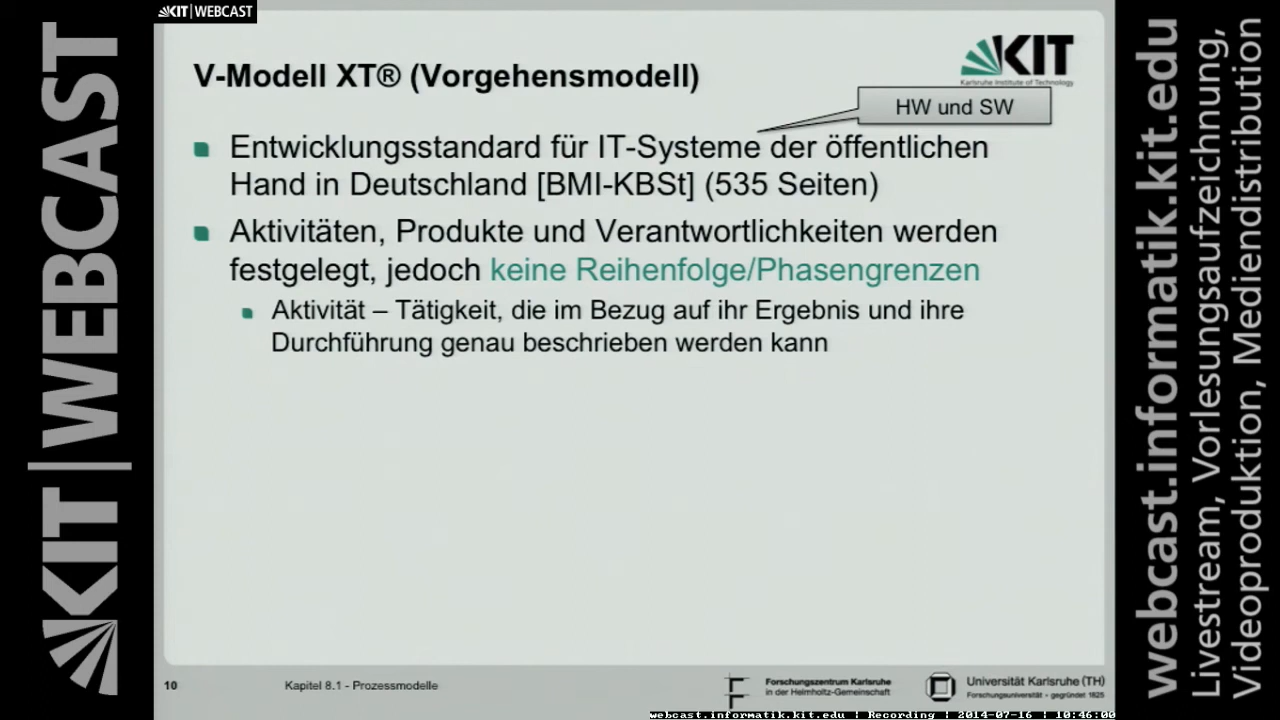 KIT|WEBCAST
KIT|WEBCAST
V-Modell XT® (Vorgehensmodell)
KIT
Karlsruhe Institute of Technology
HW und SW
Entwicklungsstandard für IT-Systeme der öffentlichen
Hand in Deutschland [BMI-KBSt] (535 Seiten)
Aktivitäten, Produkte und Verantwortlichkeiten werden
festgelegt, jedoch keine Reihenfolge/Phasengrenzen
Aktivität – Tätigkeit, die im Bezug auf ihr Ergebnis und ihre
Durchführung genau beschrieben werden kann
10
Kapitel 8.1 - Prozessmodelle
Forschungszentrum Karlsruhe
in der Helmholtz-Gemeinschaft
Universität Karlsruhe (TH)
Forschungsuniversität - gegründet 1825
webcast.informatik.kit.edu | Recording | 2014-07-16 | 10:46:00
webcast.informatik.kit.edu
Livestream, Vorlesungsaufzeichnung,
Videoproduktion, Mediendistribution